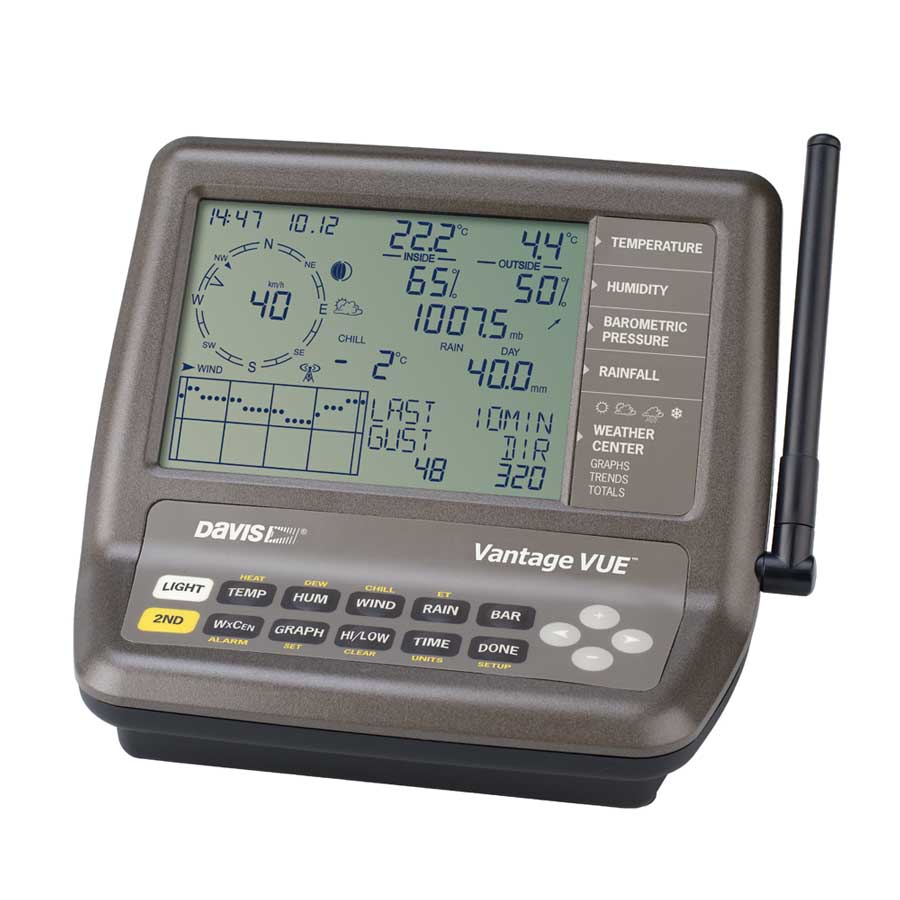 14:47 10.12
22.2°C 4.4°C
INSIDE OUTSIDE
65% 50%
1007.5 mb
N
NE
E
SE
S
SW
W
NW
km/h
40
CHILL
-2°C
RAIN DAY
40.0 mm
WIND
LAST 10MIN
GUST DIR
48 320
TEMPERATURE
HUMIDITY
BAROMETRIC
PRESSURE
RAINFALL
WEATHER
CENTER
GRAPHS
TRENDS
TOTALS
DAVIS ®
Vantage VUE™
HEAT DEW CHILL ET
LIGHT TEMP HUM WIND RAIN BAR
2ND WxCEN GRAPH HI/LOW TIME DONE
ALARM SET CLEAR UNITS SETUP
+
-